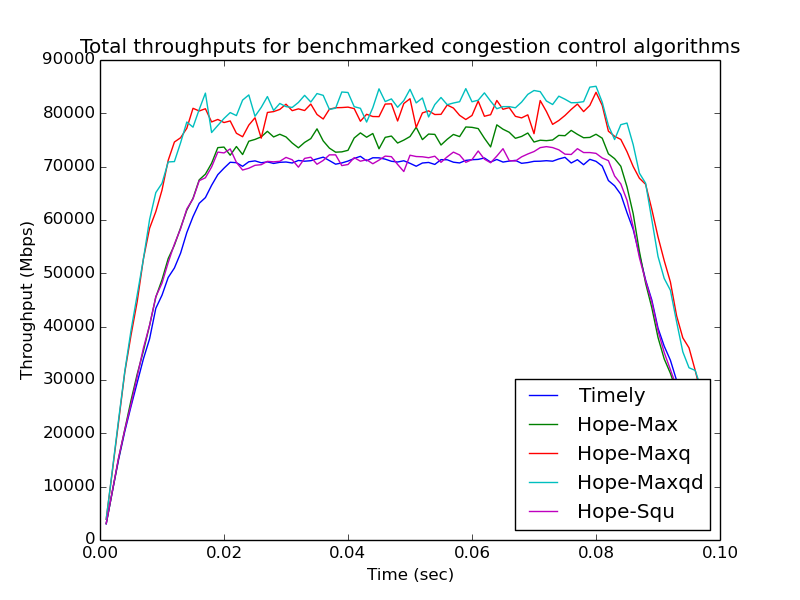 Total throughputs for benchmarked congestion control algorithms
90000
80000
70000
60000
50000
40000
30000
20000
10000
0
Throughput (Mbps)
0.00 0.02 0.04 0.06 0.08 0.10
Time (sec)
Timely
Hope-Max
Hope-Maxq
Hope-Maxqd
Hope-Squ